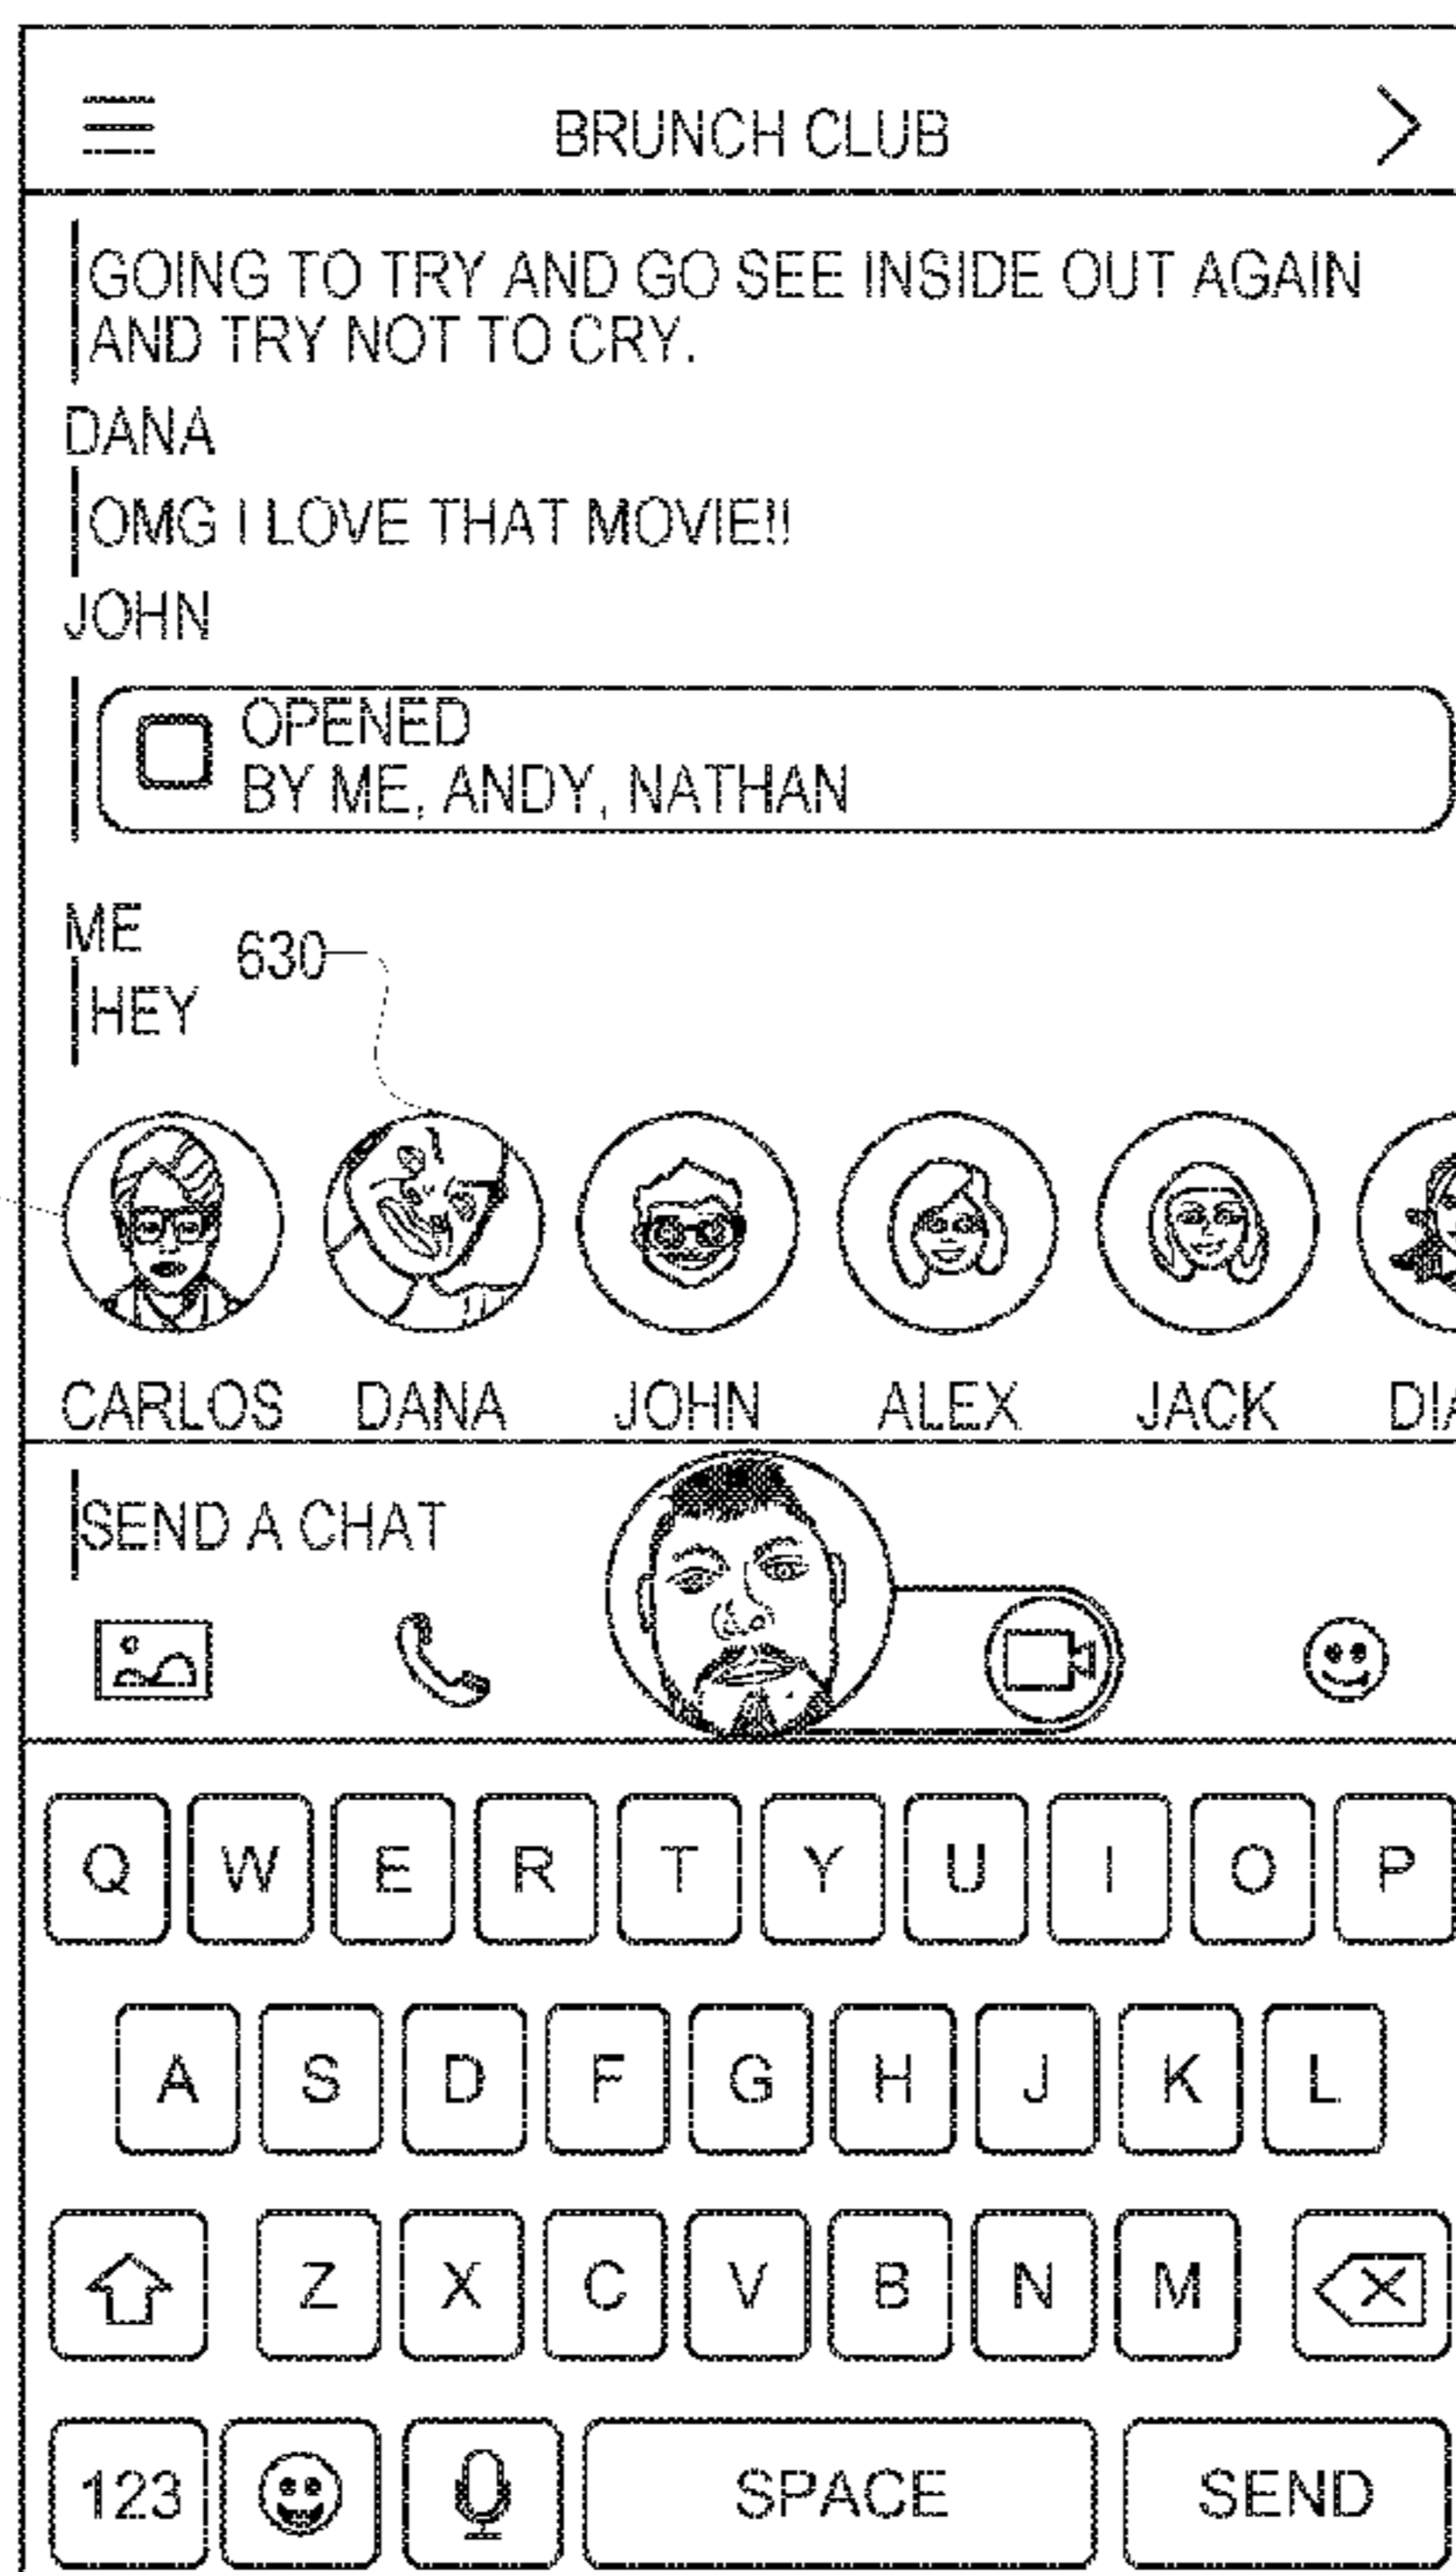 BRUNCH CLUB
GOING TO TRY AND GO SEE INSIDE OUT AGAIN
AND TRY NOT TO CRY.
DANA
OMG I LOVE THAT MOVIE!!
JOHN
OPENED
BY ME, ANDY, NATHAN
ME
630
HEY
CARLOS DANA JOHN ALEX JACK
SEND A CHAT
Q W E R T Y U I O P
A S D F G H J K L
Z X C V B N M
123 SPACE SEND